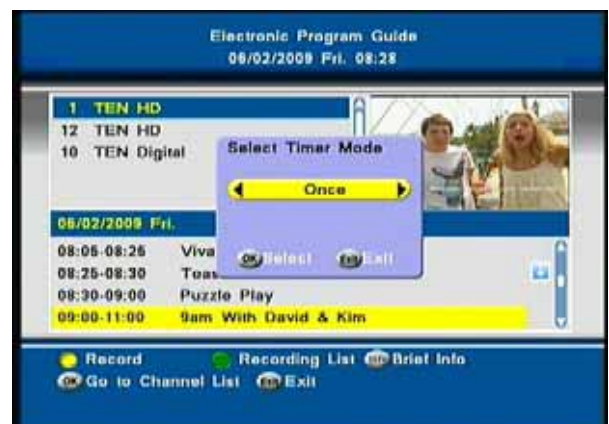 Electronic Program Guide
06/02/2009 Fri. 08:28
1 TEN HD
12 TEN HD
10 TEN Digital
Select Timer Mode
Once
OK Select Exit
06/02/2009 Fri.
08:05-08:25 Viva
08:25-08:30 Toas
08:30-09:00 Puzzle Play
09:00-11:00 9am With David & Kim
Record Recording List Brief Info
OK Go to Channel List Exit